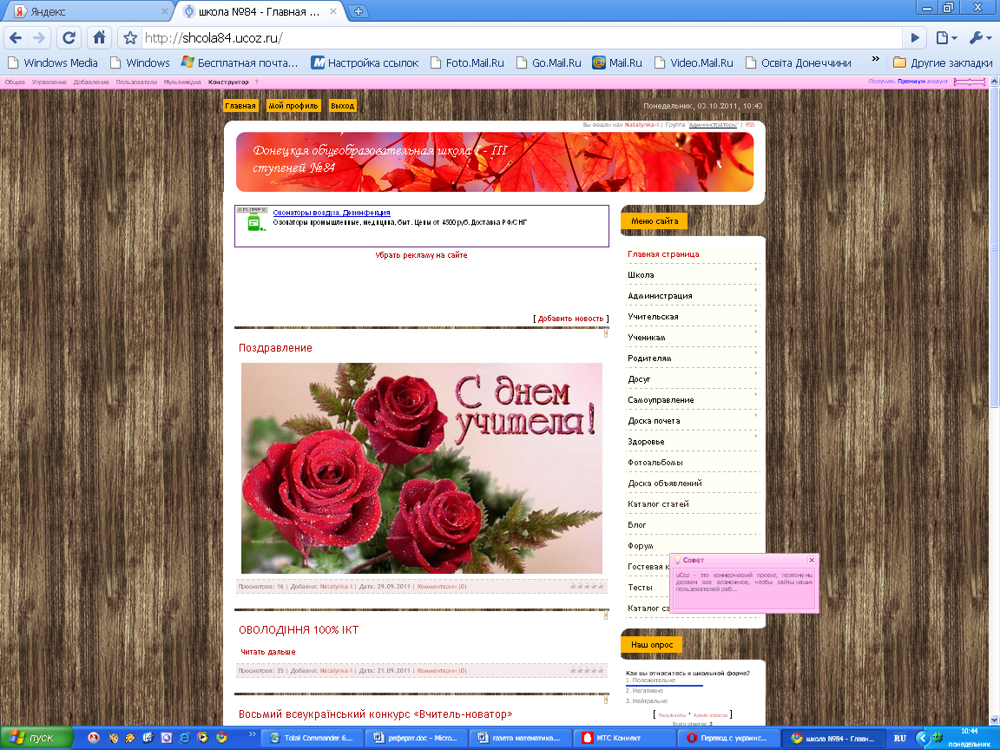 Яндекс
школа №84 - Главная ...
http://shcola84.ucoz.ru/
Windows Media
Windows
Бесплатная почта...
Настройка ссылок
Foto.Mail.Ru
Go.Mail.Ru
Mail.Ru
Video.Mail.Ru
Освіта Донеччини
»
Другие закладки
Общее Управление Добавление Пользователи Мультимедиа Конструктор ?
Получить Премиум аккаунт
Главная Мой профиль Выход
Понедельник, 03.10.2011, 10:43
Вы вошли как Natalynka-I | Группа "Администраторы" | RSS
Донецкая общеобразовательная школа I - III
ступеней №84
Озонаторы воздуха. Дезинфекция
Озонаторы промышленные, медицина, быт. Цены от 4500 руб. Доставка РФ/СНГ
Убрать рекламу на сайте
[ Добавить новость ]
Поздравление
С днем
учителя!
Просмотров: 16 | Добавил: Natalynka-I | Дата: 29.09.2011 | Комментарии (0)
ОВОЛОДІННЯ 100% ІКТ
Читать дальше
Просмотров: 35 | Добавил: Natalynka-I | Дата: 21.09.2011 | Комментарии (0)
Восьмий всеукраїнський конкурс «Вчитель-новатор»
Меню сайта
Главная страница
Школа
Администрация
Учительская
Ученикам
Родителям
Досуг
Самоуправление
Доска почета
Здоровье
Фотоальбомы
Доска объявлений
Каталог статей
Блог
Форум
Гостевая к
Тесты
Каталог са
Совет
uCoz - это коммерческий проект, поэтому мы
делаем все возможное, чтобы сайты наших
пользователей раб...
Наш опрос
Как вы относитесь к школьной форме?
1. Положительно
2. Негативно
3. Нейтрально
[ Результаты · Архив опросов ]
Всего ответов: 3
пуск
»
Total Commander 6....
реферат.doc - Micro...
газета математика....
МТС Коннект
Перевод с украинс...
школа №84 - Главн...
RU
10:44
понедельник